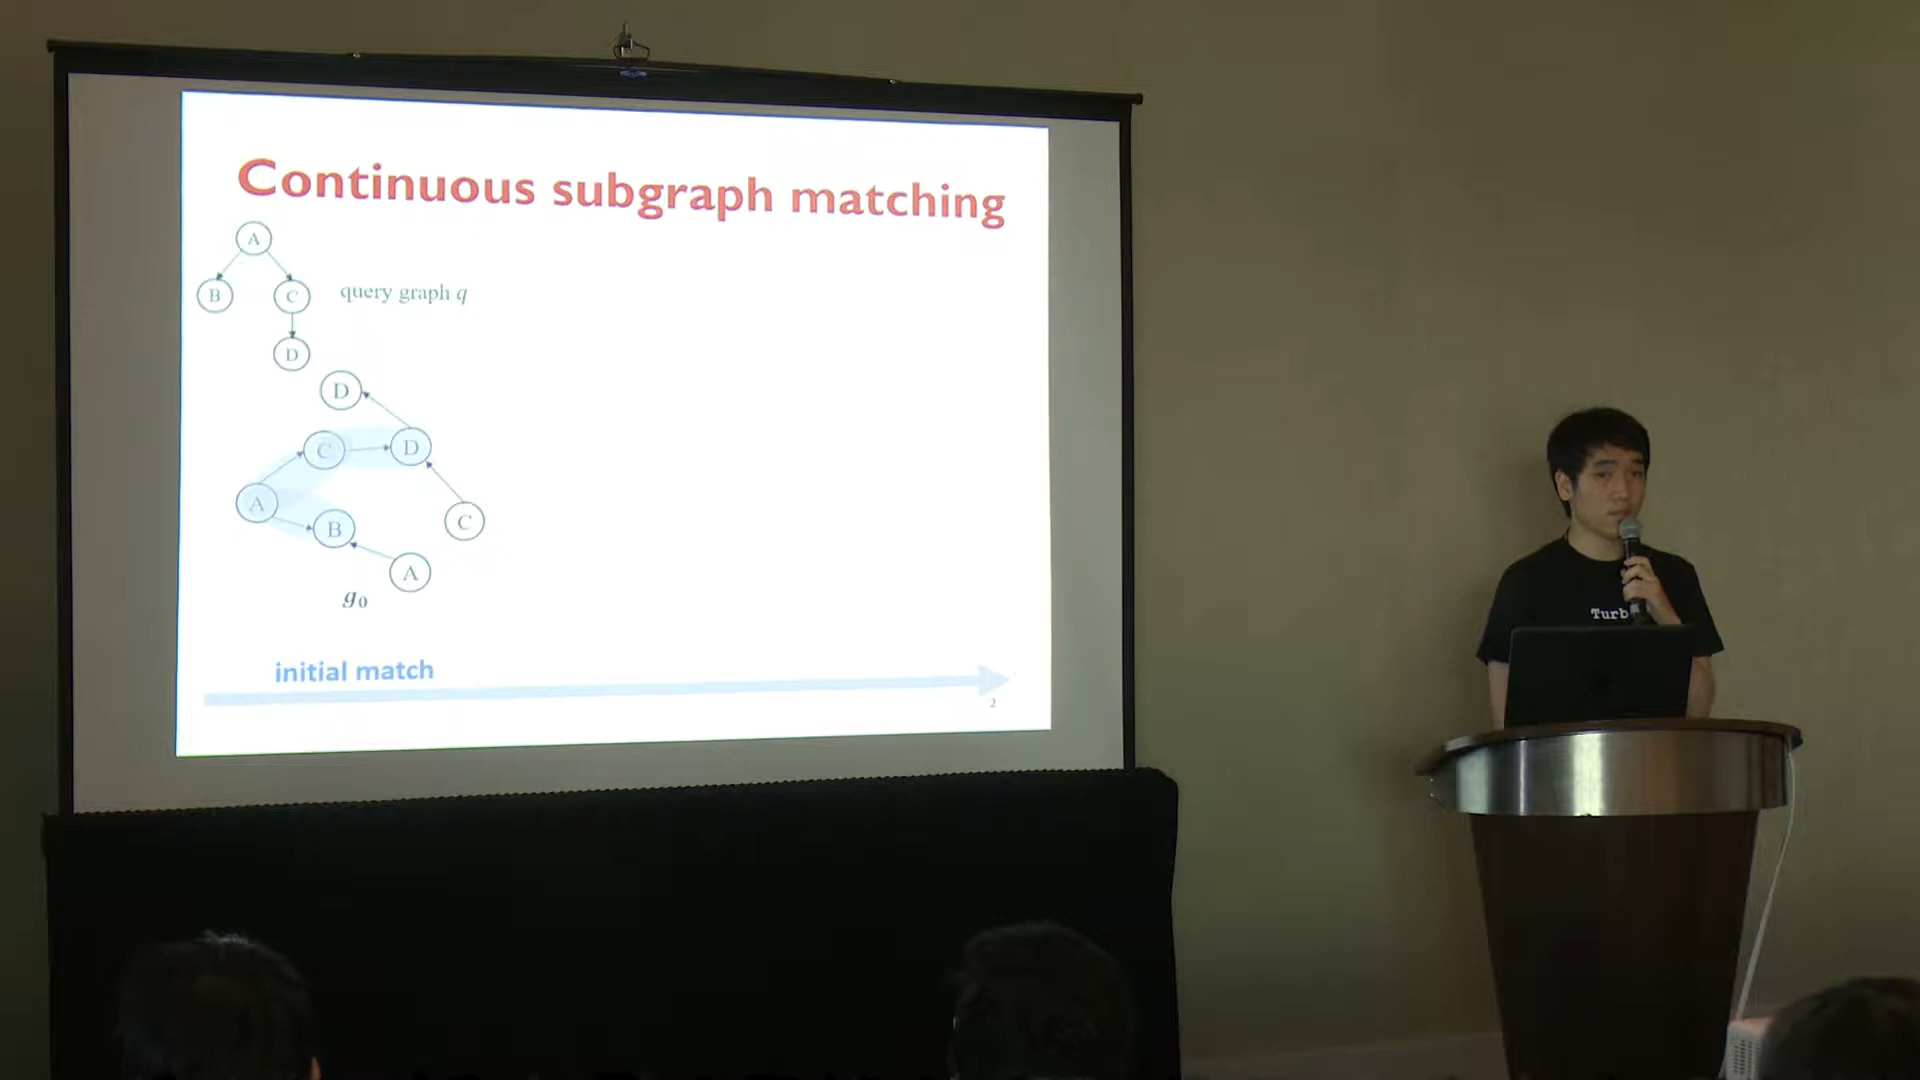 Continuous subgraph matching
A
B
C
query graph q
D
D
C
D
A
B
C
A
g0
initial match
2
Turb